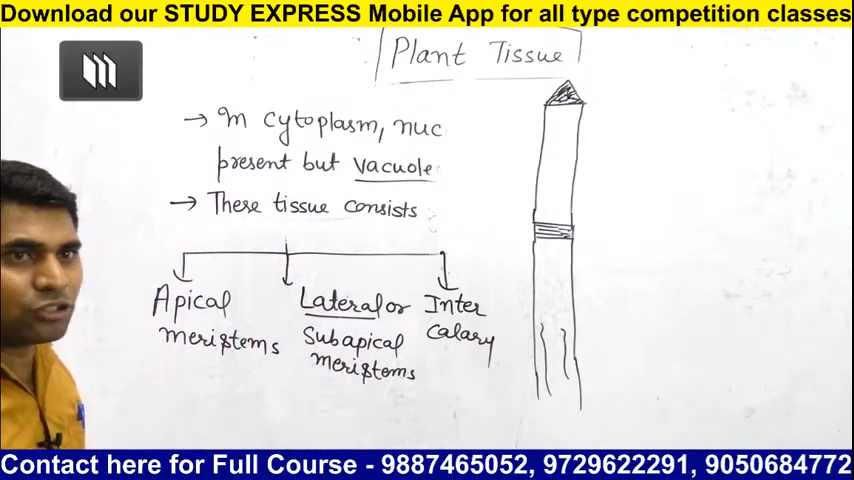 Download our STUDY EXPRESS Mobile App for all type competition classes
Plant Tissue
→ In cytoplasm, nuc
present but vacuole
→ These tissue consists
Apical Lateral or Inter
meristems Subapical calary
meristems
Contact here for Full Course - 9887465052, 9729622291, 9050684772